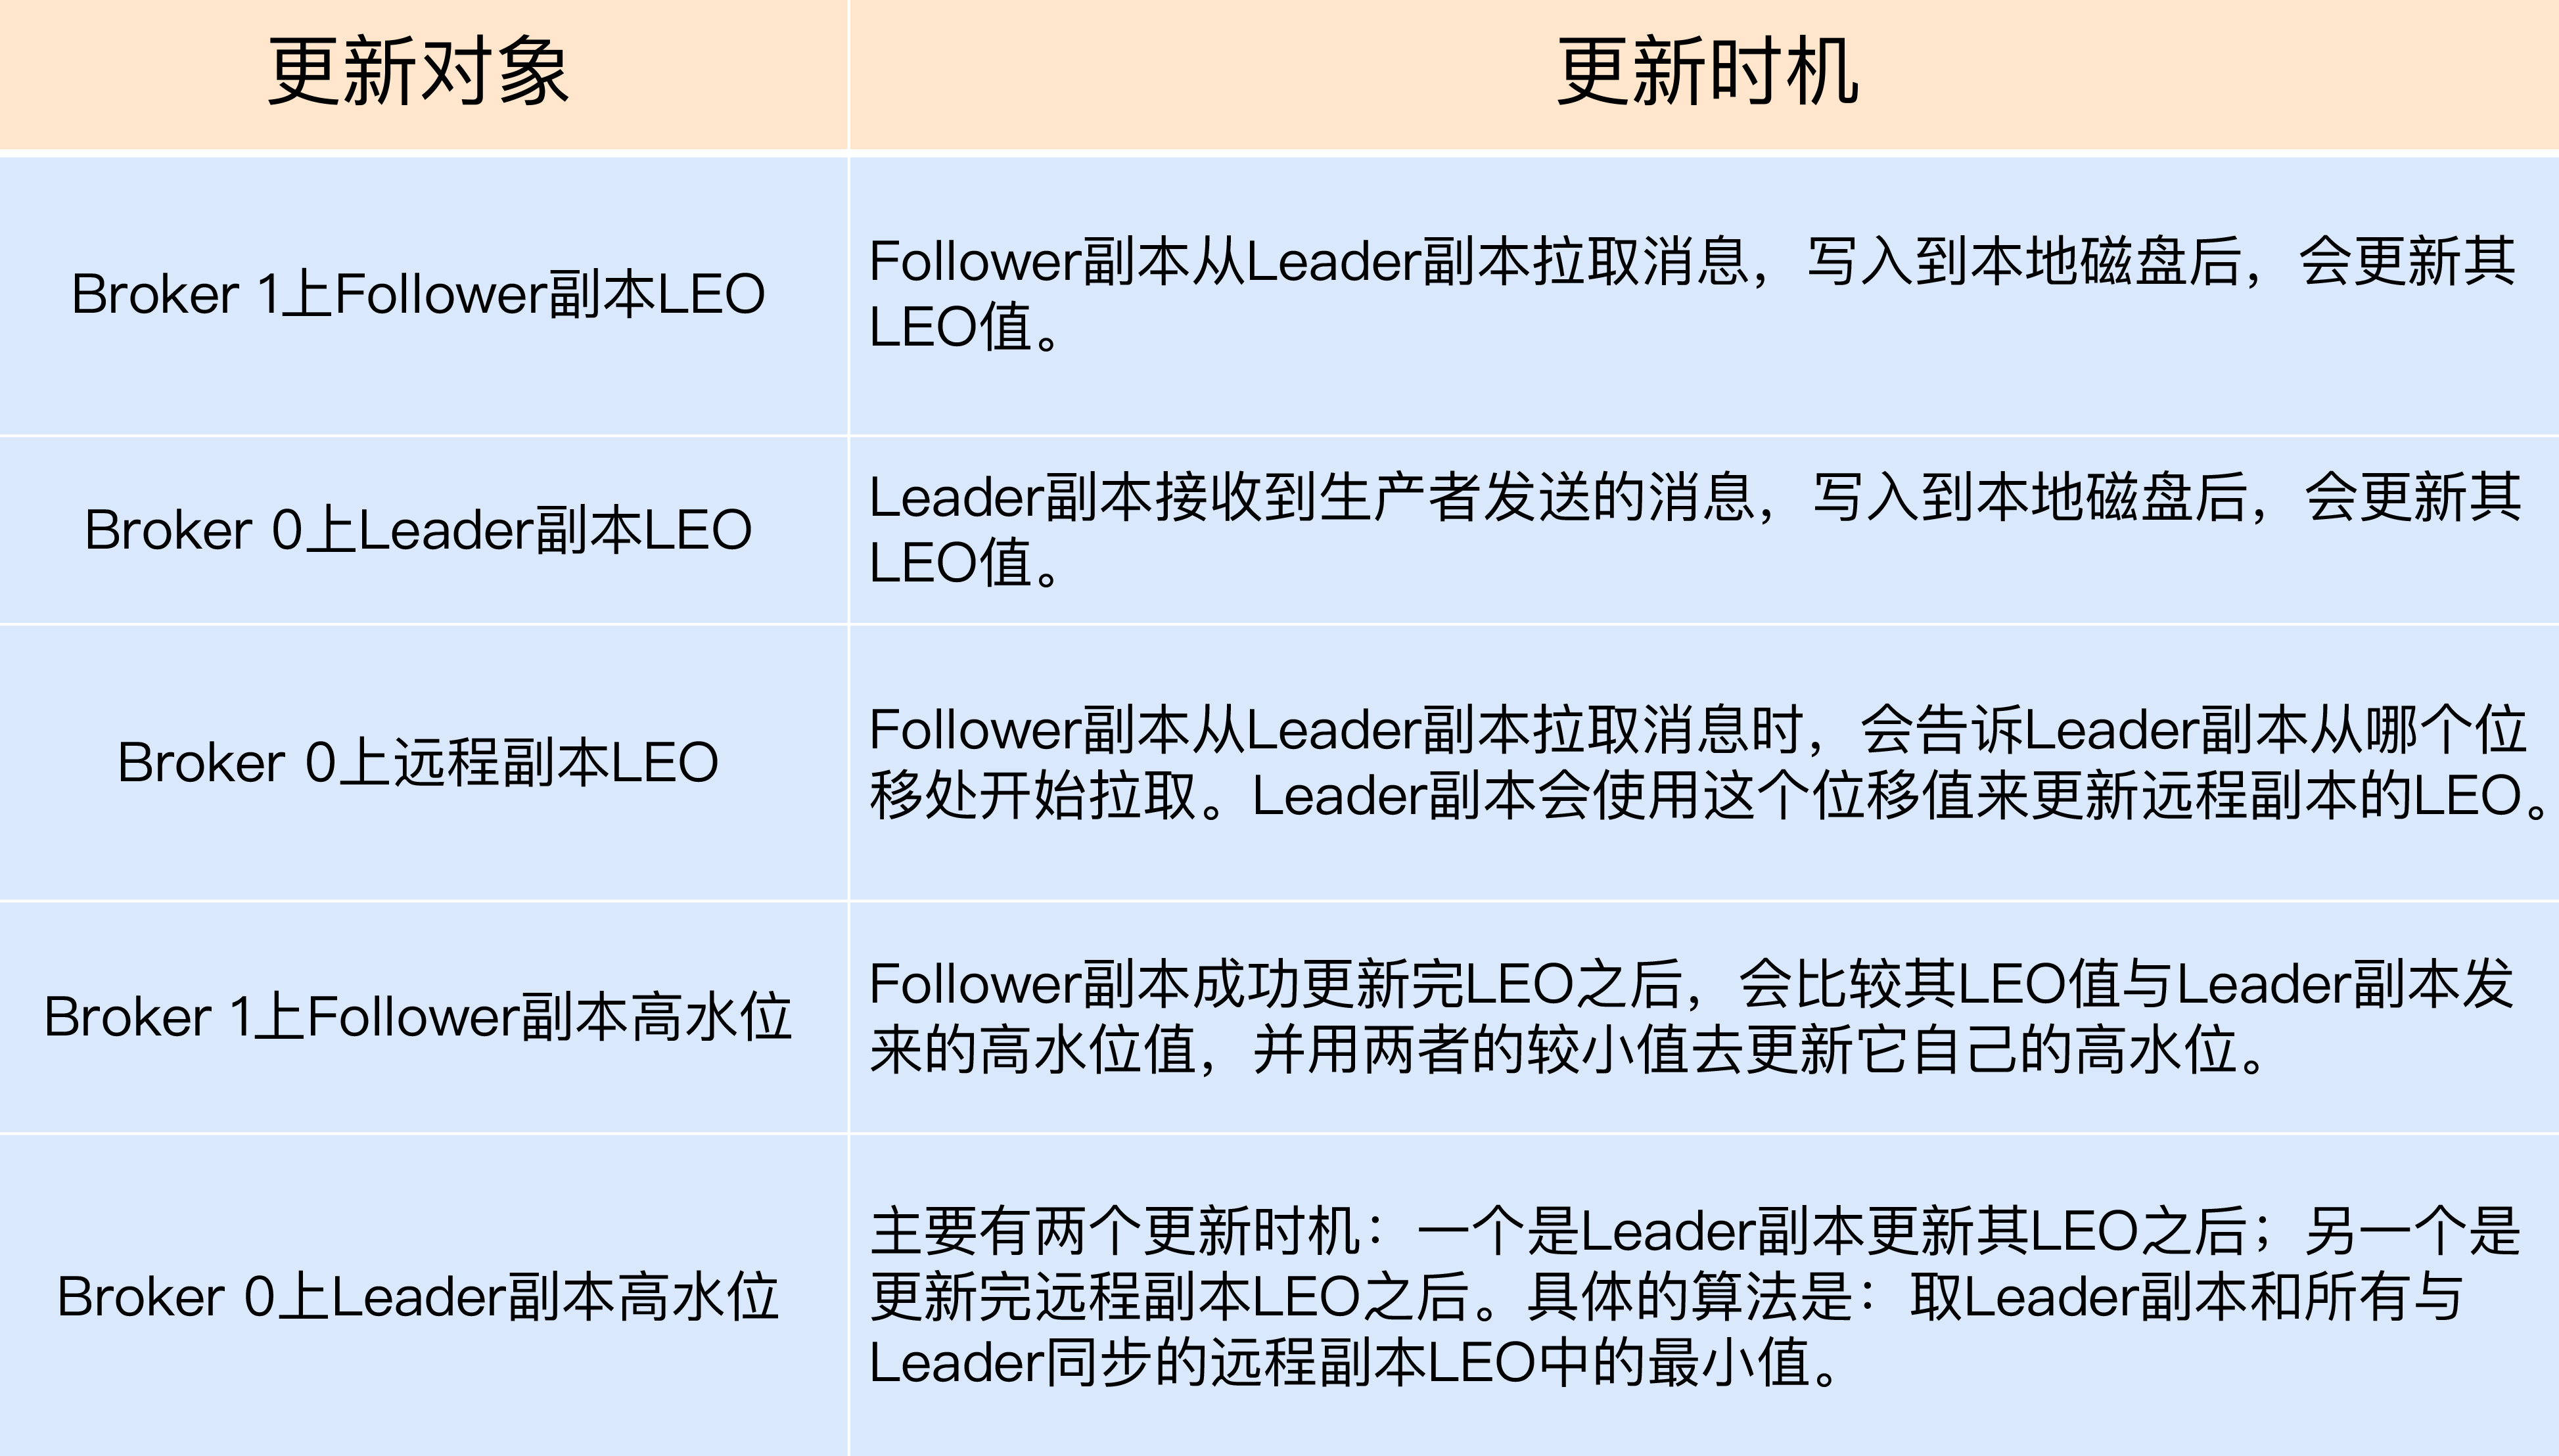 更新对象
更新时机
Broker 1上Follower副本LEO
Follower副本从Leader副本拉取消息，写入到本地磁盘后，会更新其
LEO值。
Broker 0上Leader副本LEO
Leader副本接收到生产者发送的消息，写入到本地磁盘后，会更新其
LEO值。
Broker 0上远程副本LEO
Follower副本从Leader副本拉取消息时，会告诉Leader副本从哪个位
移处开始拉取。Leader副本会使用这个位移值来更新远程副本的LEO。
Broker 1上Follower副本高水位
Follower副本成功更新完LEO之后，会比较其LEO值与Leader副本发
来的高水位值，并用两者的较小值去更新它自己的高水位。
Broker 0上Leader副本高水位
主要有两个更新时机：一个是Leader副本更新其LEO之后；另一个是
更新完远程副本LEO之后。具体的算法是：取Leader副本和所有与
Leader同步的远程副本LEO中的最小值。